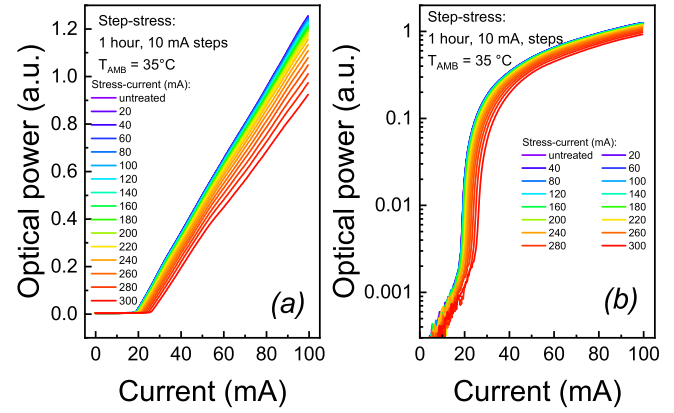 Step-stress:
1 hour, 10 mA steps
T_AMB = 35°C
Stress-current (mA):
untreated
20
40
60
80
100
120
140
160
180
200
220
240
260
280
300
(a)
0.0
0.2
0.4
0.6
0.8
1.0
1.2
Optical power (a.u.)
0 20 40 60 80 100
Current (mA)
Step-stress:
1 hour, 10 mA, steps
T_AMB = 35 °C
Stress-current (mA):
untreated 20
40 60
80 100
120 140
160 180
200 220
240 260
280 300
(b)
1
0.1
0.01
0.001
Optical power (a.u.)
0 20 40 60 80 100
Current (mA)